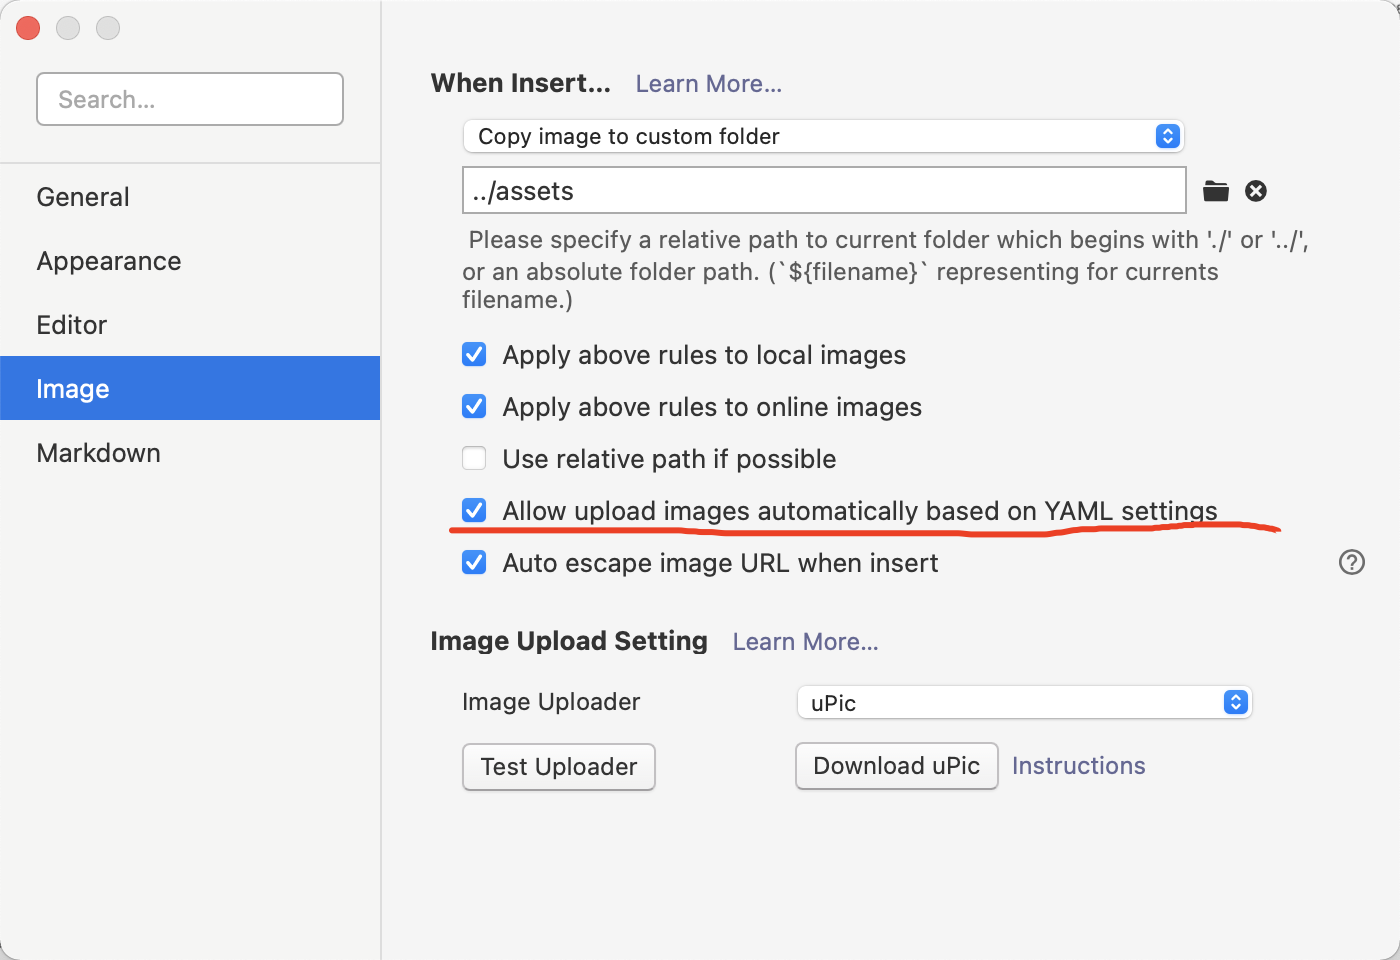 Search...
General
Appearance
Editor
Image
Markdown
When Insert... Learn More...
Copy image to custom folder
../assets
Please specify a relative path to current folder which begins with './' or '../',
or an absolute folder path. (`${filename}` representing for currents
filename.)
Apply above rules to local images
Apply above rules to online images
Use relative path if possible
Allow upload images automatically based on YAML settings
Auto escape image URL when insert
Image Upload Setting Learn More...
Image Uploader uPic
Test Uploader Download uPic Instructions